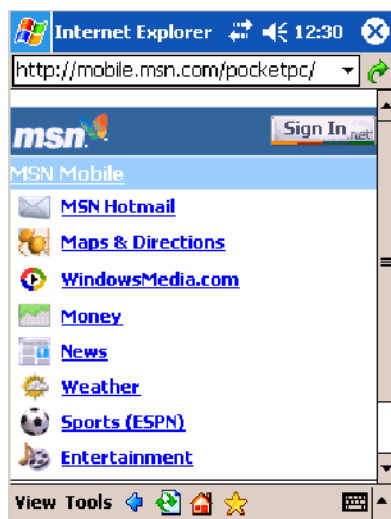 Internet Explorer 12:30
http://mobile.msn.com/pocketpc/
msn
Sign In .net
MSN Mobile
MSN Hotmail
Maps & Directions
WindowsMedia.com
Money
News
Weather
Sports (ESPN)
Entertainment
View Tools